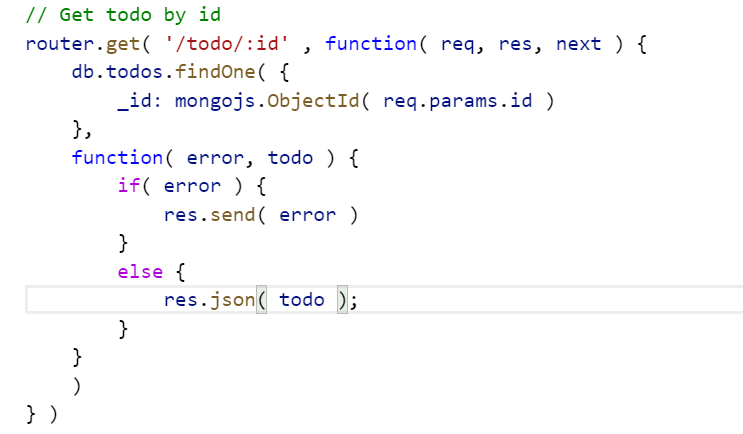 // Get todo by id
router.get( '/todo/:id' , function( req, res, next ) {
    db.todos.findOne( {
        _id: mongojs.ObjectId( req.params.id )
    },
    function( error, todo ) {
        if( error ) {
            res.send( error )
        }
        else {
            res.json( todo );
        }
    }
    )
} )